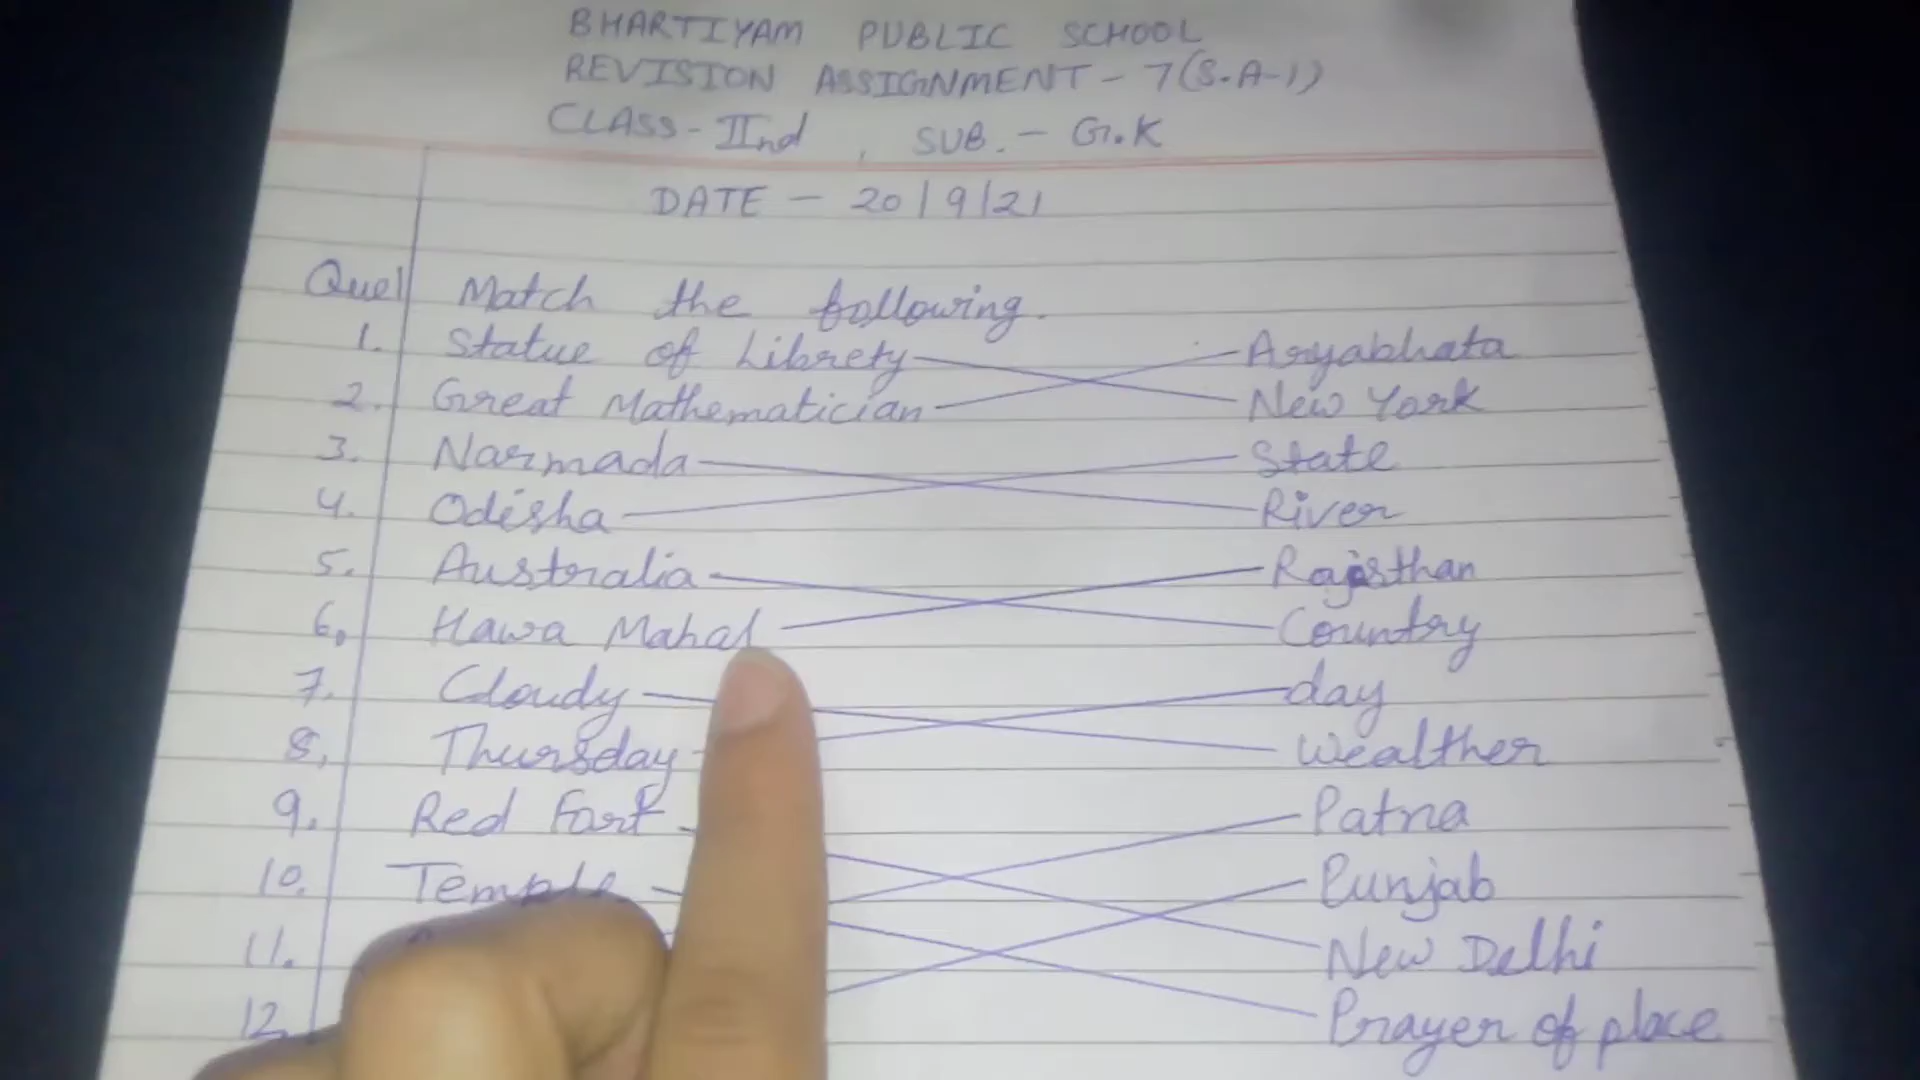 BHARTIYAM PUBLIC SCHOOL
REVISION ASSIGNMENT - 7(S.A-1)
CLASS - IInd , SUB. - G.K
DATE - 20/9/21
Que1 Match the following.
1. Statue of Librety Aryabhata
2. Great Mathematician New York
3. Narmada State
4. Odisha River
5. Australia Rajasthan
6. Hawa Mahal Country
7. Cloudy day
8. Thursday Wealther
9. Red Fort Patna
10. Temple Punjab
11. New Delhi
12. Prayer of place